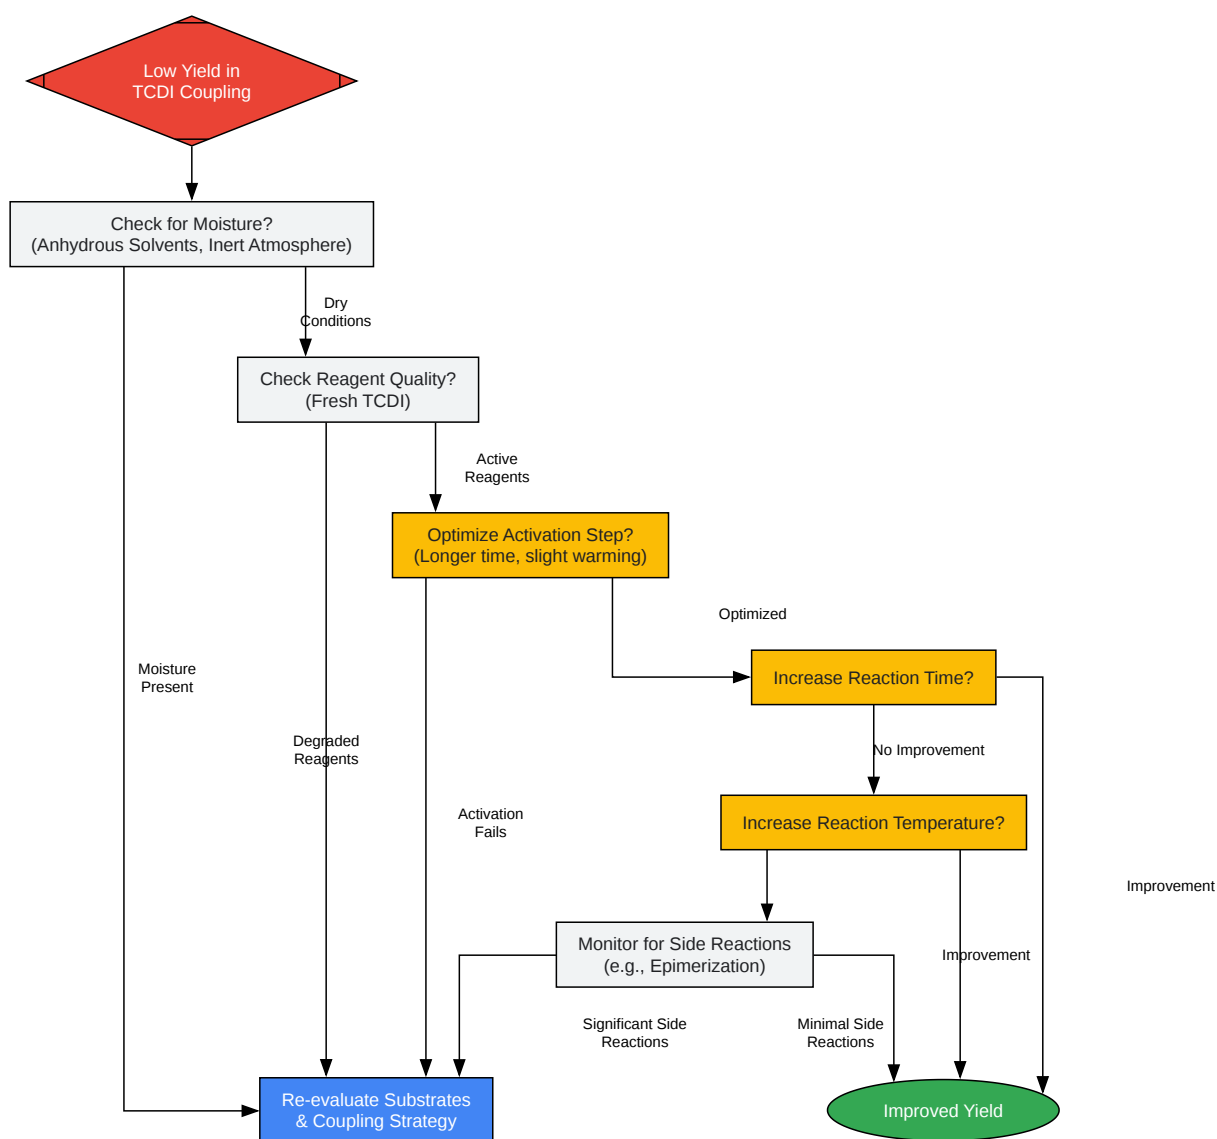 Low Yield in
TCDI Coupling
Check for Moisture?
(Anhydrous Solvents, Inert Atmosphere)
Dry
Conditions
Check Reagent Quality?
(Fresh TCDI)
Active
Reagents
Optimize Activation Step?
(Longer time, slight warming)
Optimized
Moisture
Present
Increase Reaction Time?
Degraded
Reagents
No Improvement
Activation
Fails
Increase Reaction Temperature?
Improvement
Monitor for Side Reactions
(e.g., Epimerization)
Improvement
Significant Side
Reactions
Minimal Side
Reactions
Re-evaluate Substrates
& Coupling Strategy
Improved Yield